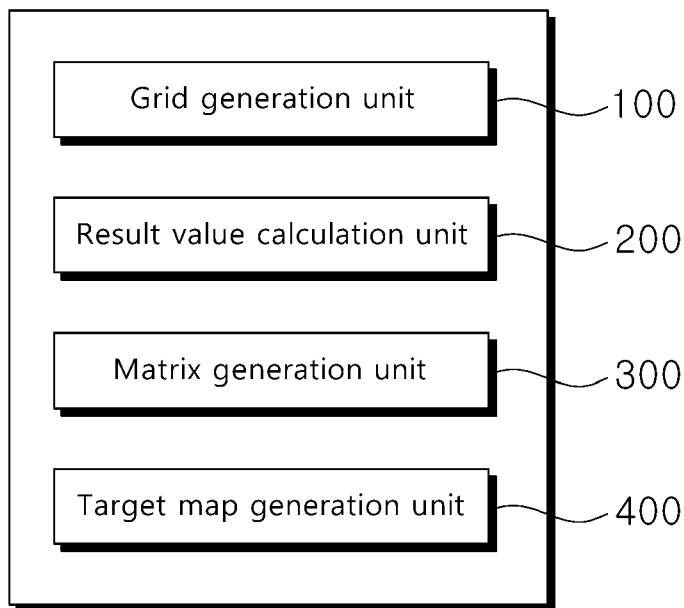 Grid generation unit 100
Result value calculation unit 200
Matrix generation unit 300
Target map generation unit 400